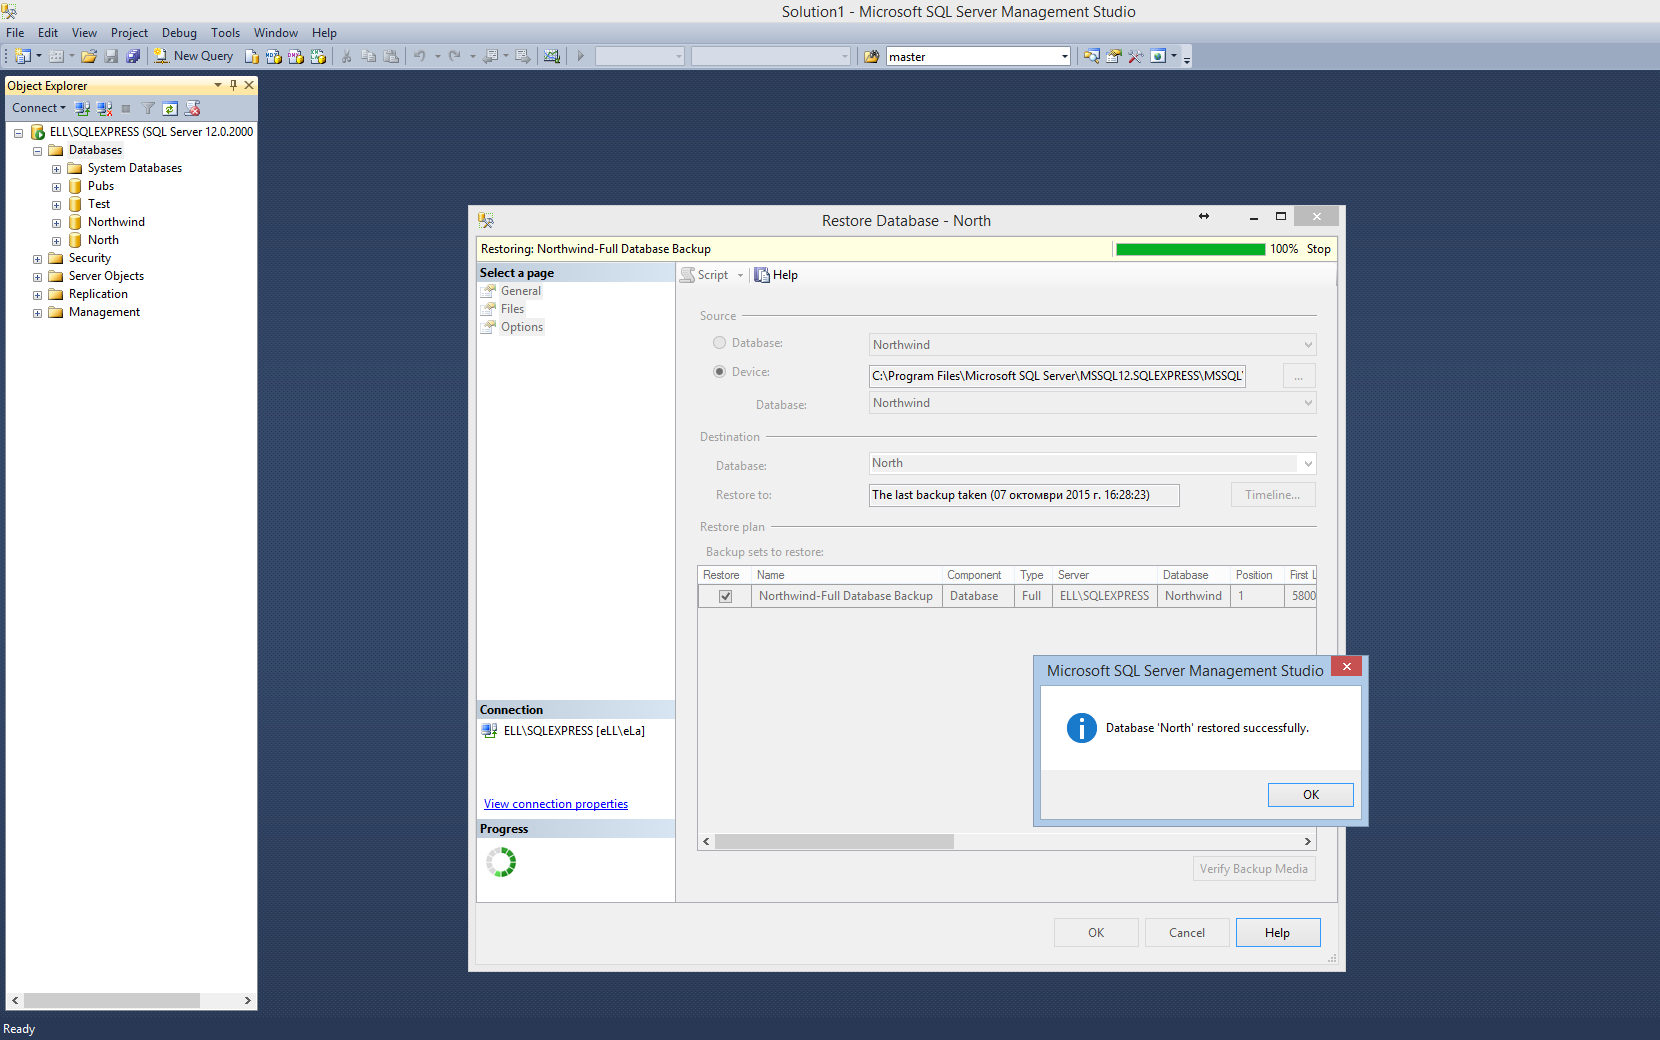 Solution1 - Microsoft SQL Server Management Studio
File Edit View Project Debug Tools Window Help
New Query master
Object Explorer
Connect
ELL\SQLEXPRESS (SQL Server 12.0.2000
Databases
System Databases
Pubs
Test
Northwind
North
Security
Server Objects
Replication
Management
Restore Database - North
Restoring: Northwind-Full Database Backup 100% Stop
Select a page
General
Files
Options
Script Help
Source
Database: Northwind
Device: C:\Program Files\Microsoft SQL Server\MSSQL12.SQLEXPRESS\MSSQL\ ...
Database: Northwind
Destination
Database: North
Restore to: The last backup taken (07 октомври 2015 г. 16:28:23) Timeline...
Restore plan
Backup sets to restore:
Restore Name Component Type Server Database Position First L
Northwind-Full Database Backup Database Full ELL\SQLEXPRESS Northwind 1 5800
Connection
ELL\SQLEXPRESS [eLL\eLa]
View connection properties
Progress
Microsoft SQL Server Management Studio
Database 'North' restored successfully.
OK
Verify Backup Media
OK Cancel Help
Ready